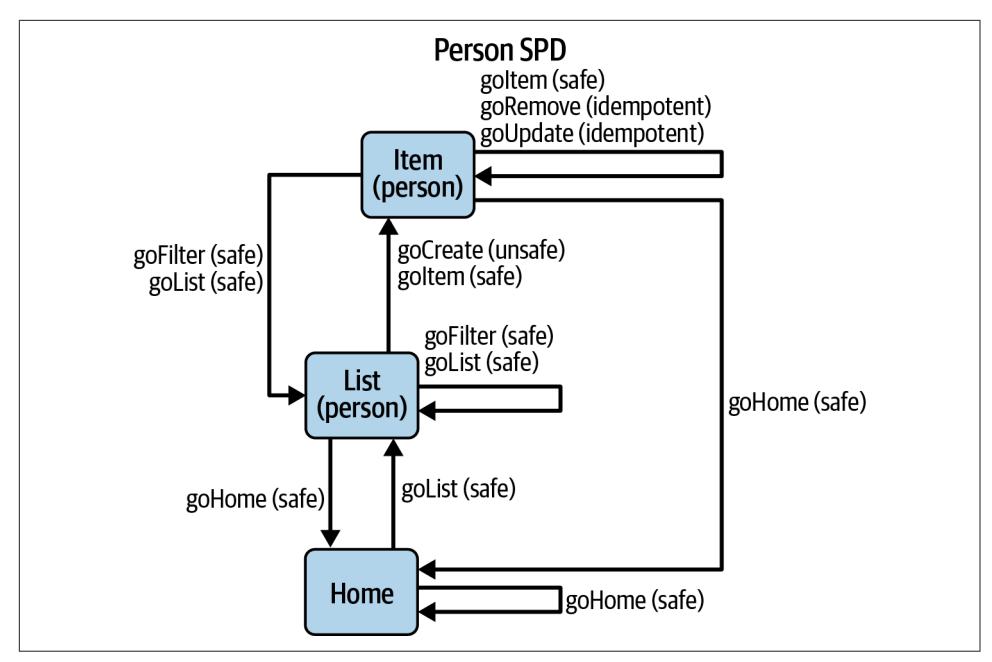 Person SPD
goItem (safe)
goRemove (idempotent)
goUpdate (idempotent)
Item
(person)
goFilter (safe)
goList (safe)
goCreate (unsafe)
goItem (safe)
goFilter (safe)
goList (safe)
List
(person)
goHome (safe)
goHome (safe)
goList (safe)
Home
goHome (safe)